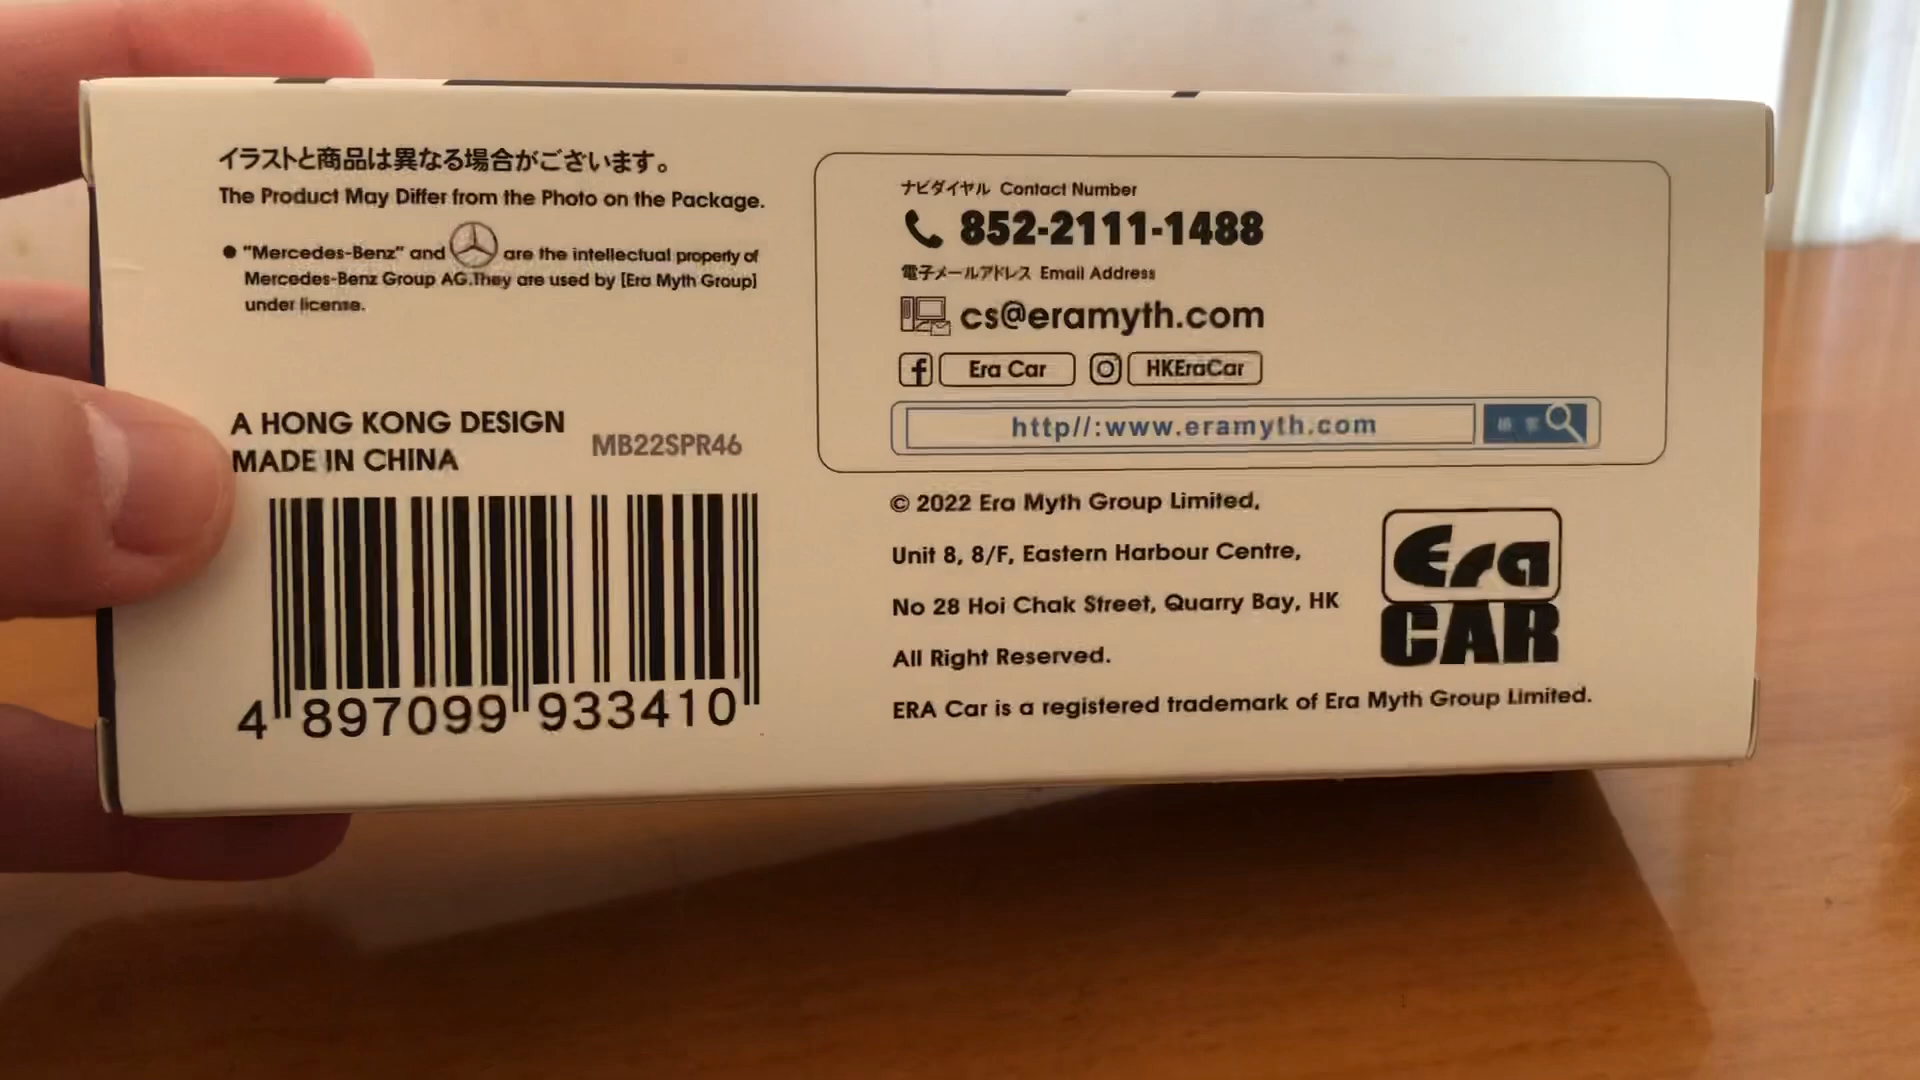 イラストと商品は異なる場合がございます。
The Product May Differ from the Photo on the Package.
● "Mercedes-Benz" and are the intellectual property of
Mercedes-Benz Group AG.They are used by [Era Myth Group]
under license.
A HONG KONG DESIGN
MADE IN CHINA
MB22SPR46
4 897099 933410
ナビダイヤル Contact Number
852-2111-1488
電子メールアドレス Email Address
cs@eramyth.com
f Era Car HKEraCar
http//:www.eramyth.com
© 2022 Era Myth Group Limited,
Unit 8, 8/F, Eastern Harbour Centre,
No 28 Hoi Chak Street, Quarry Bay, HK
All Right Reserved.
ERA Car is a registered trademark of Era Myth Group Limited.
Era
CAR